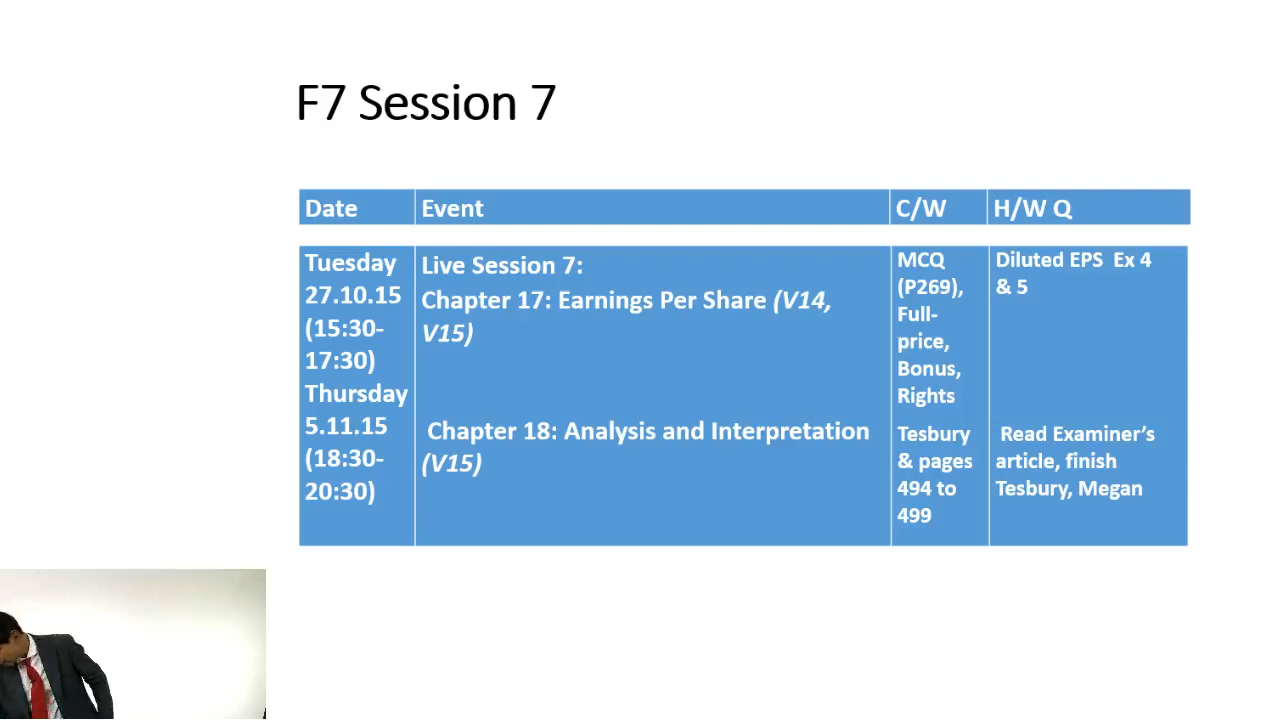 F7 Session 7
Date
Event
C/W
H/W Q
Tuesday
27.10.15
(15:30-
17:30)
Thursday
5.11.15
(18:30-
20:30)
Live Session 7:
Chapter 17: Earnings Per Share (V14,
V15)
Chapter 18: Analysis and Interpretation
(V15)
MCQ
(P269),
Full-
price,
Bonus,
Rights
Tesbury
& pages
494 to
499
Diluted EPS Ex 4
& 5
Read Examiner's
article, finish
Tesbury, Megan